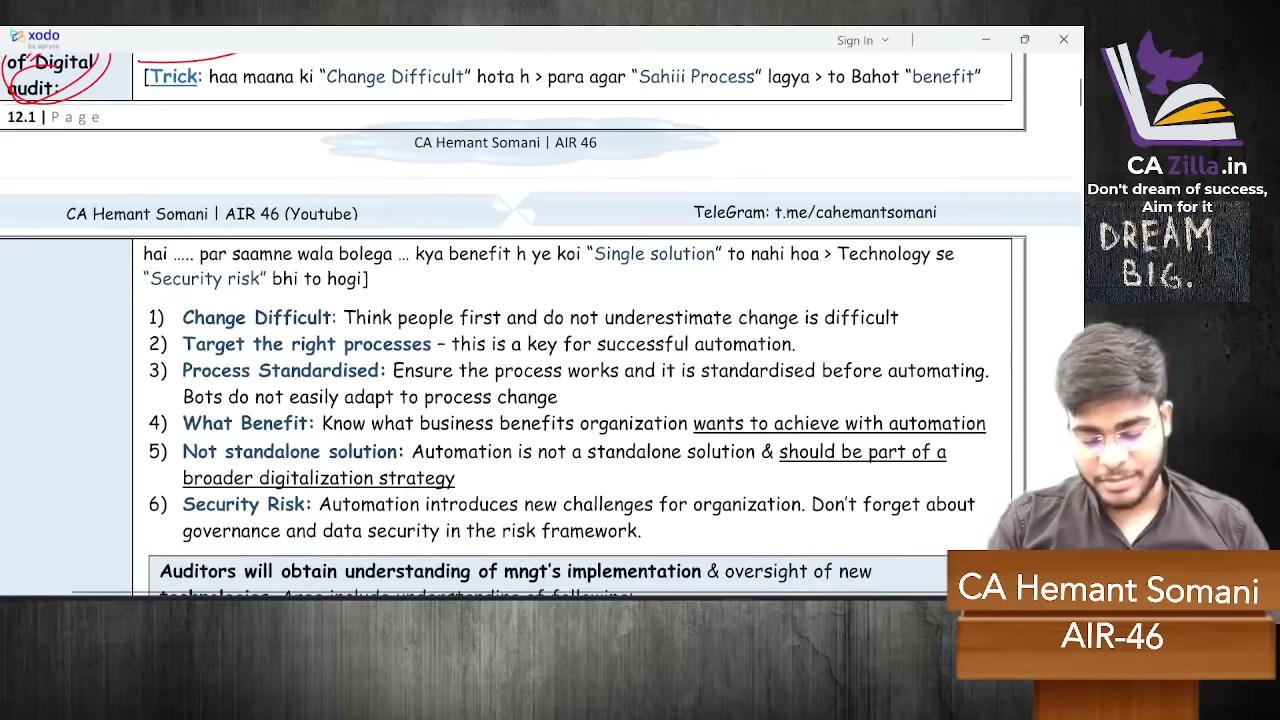 xodo
by apryse
Sign In
of Digital
audit:
[Trick: haa maana ki “Change Difficult” hota h > para agar “Sahiii Process” lagya > to Bahot “benefit”
12.1 | Page
CA Hemant Somani | AIR 46
CA Hemant Somani | AIR 46 (Youtube)
TeleGram: t.me/cahemantsomani
hai ….. par saamne wala bolega … kya benefit h ye koi “Single solution” to nahi hoa > Technology se
“Security risk” bhi to hogi]
1) Change Difficult: Think people first and do not underestimate change is difficult
2) Target the right processes – this is a key for successful automation.
3) Process Standardised: Ensure the process works and it is standardised before automating.
Bots do not easily adapt to process change
4) What Benefit: Know what business benefits organization wants to achieve with automation
5) Not standalone solution: Automation is not a standalone solution & should be part of a
broader digitalization strategy
6) Security Risk: Automation introduces new challenges for organization. Don’t forget about
governance and data security in the risk framework.
Auditors will obtain understanding of mngt’s implementation & oversight of new
technologies. Area include understanding of following:
CA Zilla.in
Don't dream of success,
Aim for it
DREAM
BIG.
CA Hemant Somani
AIR-46